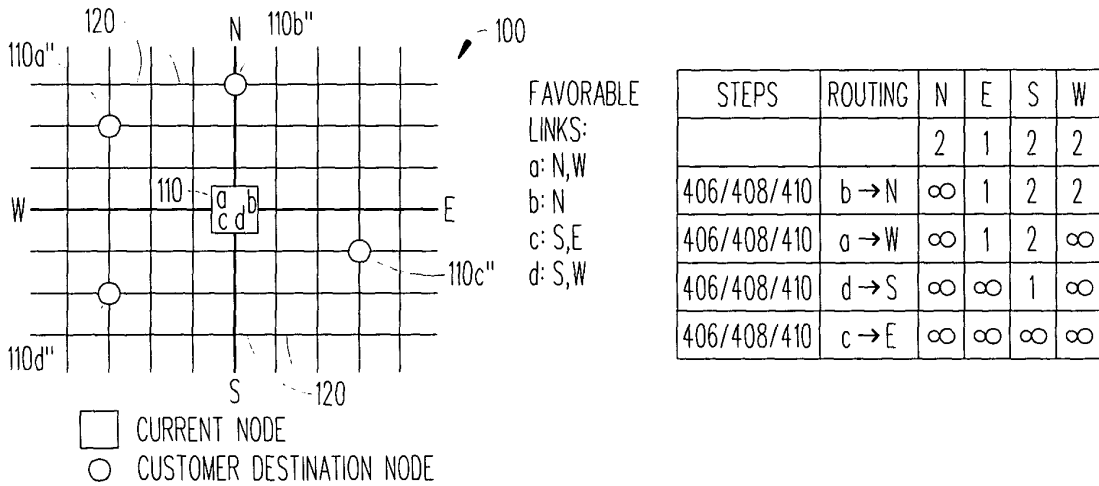 120
N
110b"
100
110a"
110
a
b
c
d
W
E
110c"
110d"
S
120
CURRENT NODE
CUSTOMER DESTINATION NODE
FAVORABLE
LINKS:
a: N,W
b: N
c: S,E
d: S,W
STEPS ROUTING N E S W
2 1 2 2
406/408/410 b→N ∞ 1 2 2
406/408/410 a→W ∞ 1 2 ∞
406/408/410 d→S ∞ ∞ 1 ∞
406/408/410 c→E ∞ ∞ ∞ ∞